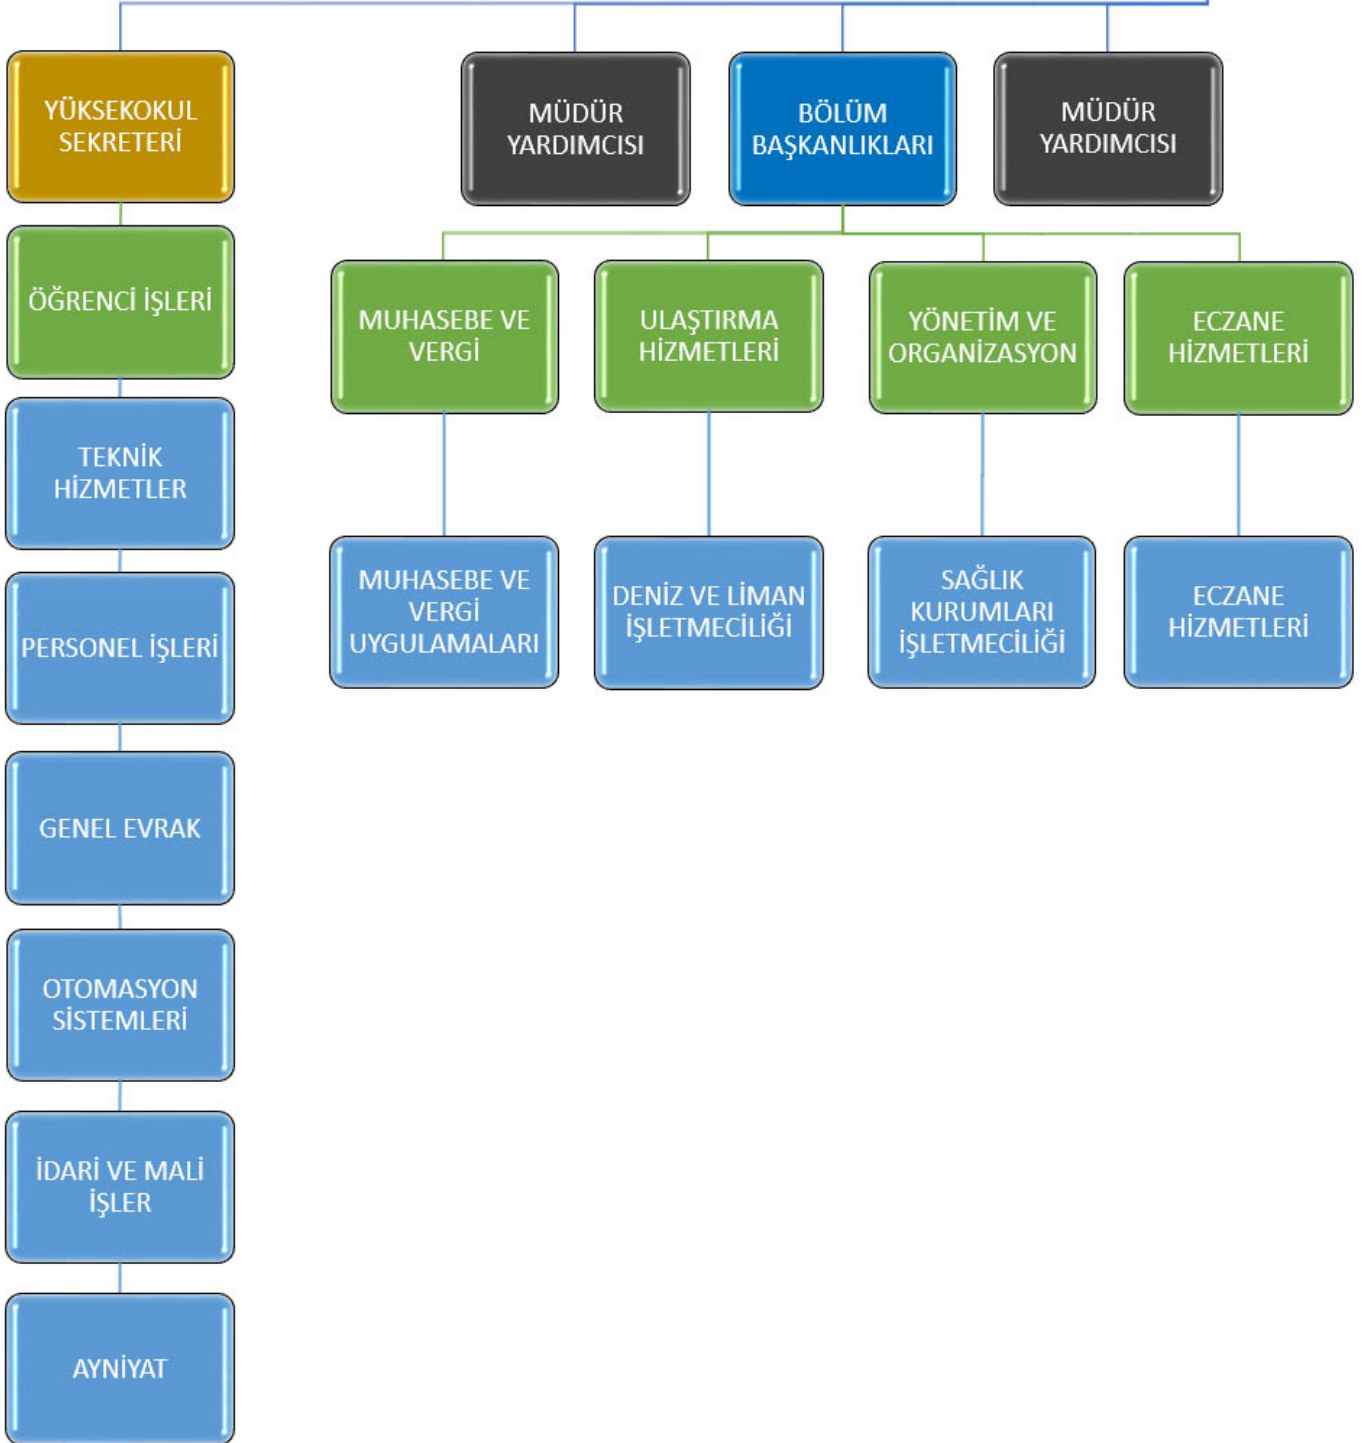 YÜKSEKOKUL
SEKRETERİ
MÜDÜR
YARDIMCISI
BÖLÜM
BAŞKANLIKLARI
MÜDÜR
YARDIMCISI
ÖĞRENCİ İŞLERİ
MUHASEBE VE
VERGİ
ULAŞTIRMA
HİZMETLERİ
YÖNETİM VE
ORGANİZASYON
ECZANE
HİZMETLERİ
TEKNİK
HİZMETLER
MUHASEBE VE
VERGİ
UYGULAMALARI
DENİZ VE LİMAN
İŞLETMECİLİĞİ
SAĞLIK
KURUMLARI
İŞLETMECİLİĞİ
ECZANE
HİZMETLERİ
PERSONEL İŞLERİ
GENEL EVRAK
OTOMASYON
SİSTEMLERİ
İDARİ VE MALİ
İŞLER
AYNİYAT